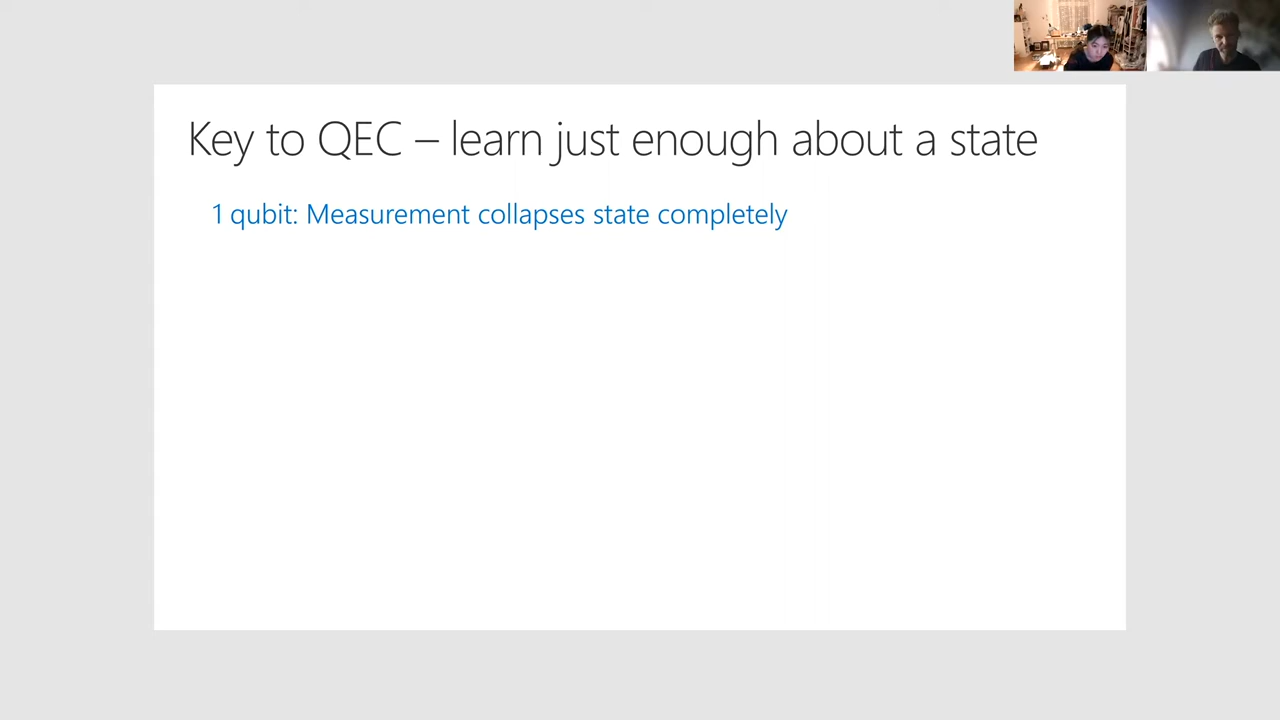 Key to QEC – learn just enough about a state
1 qubit: Measurement collapses state completely